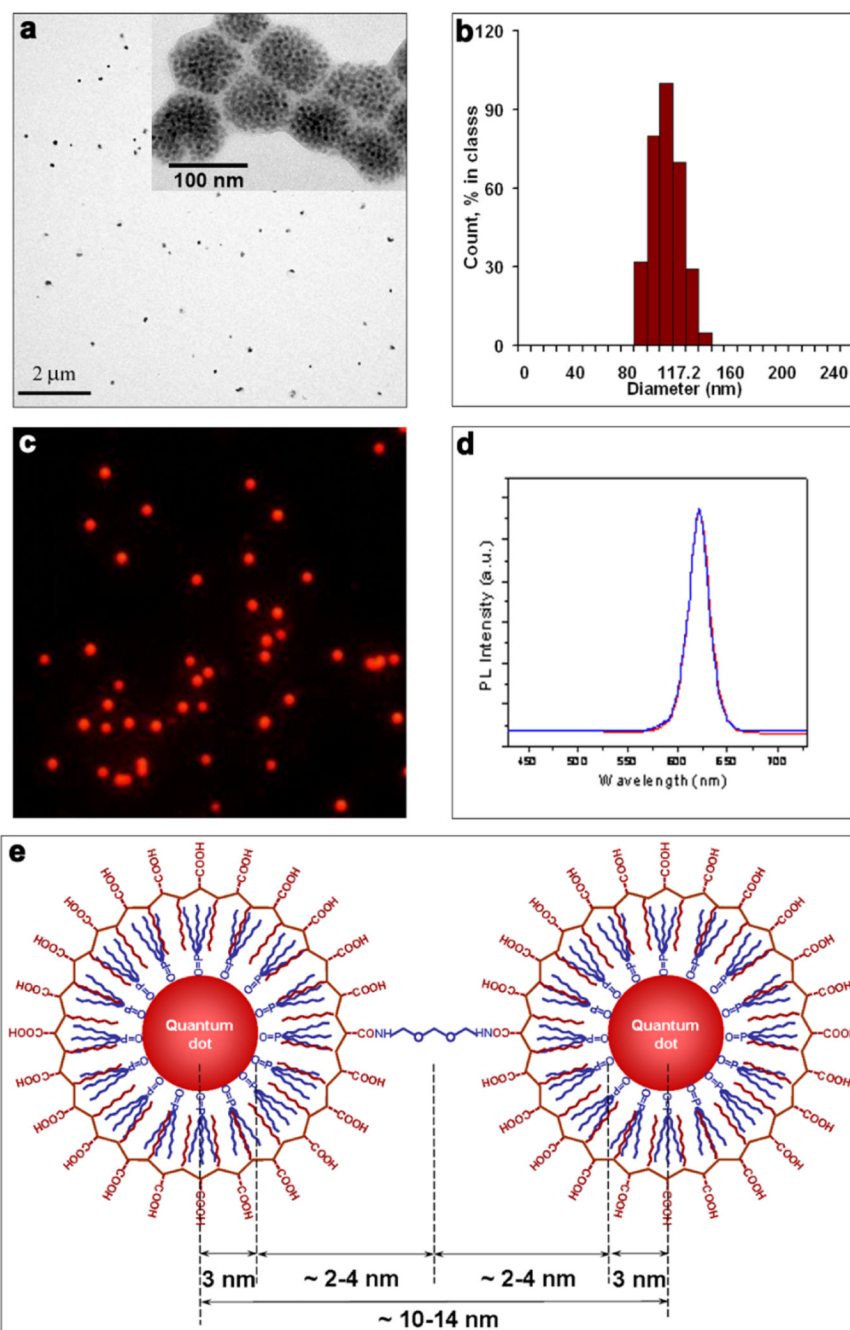 a
100 nm
2 µm
b
120
90
60
30
0
Count, % in classs
0 40 80 117.2 160 200 240
Diameter (nm)
c
d
PL Intensity (a.u.)
450 500 550 600 650 700
Wavelength (nm)
e
COOH
HOOC
O=P
P=O
Quantum
dot
Quantum
dot
CONH O O HNOC
3 nm ~ 2-4 nm ~ 2-4 nm 3 nm
~ 10-14 nm